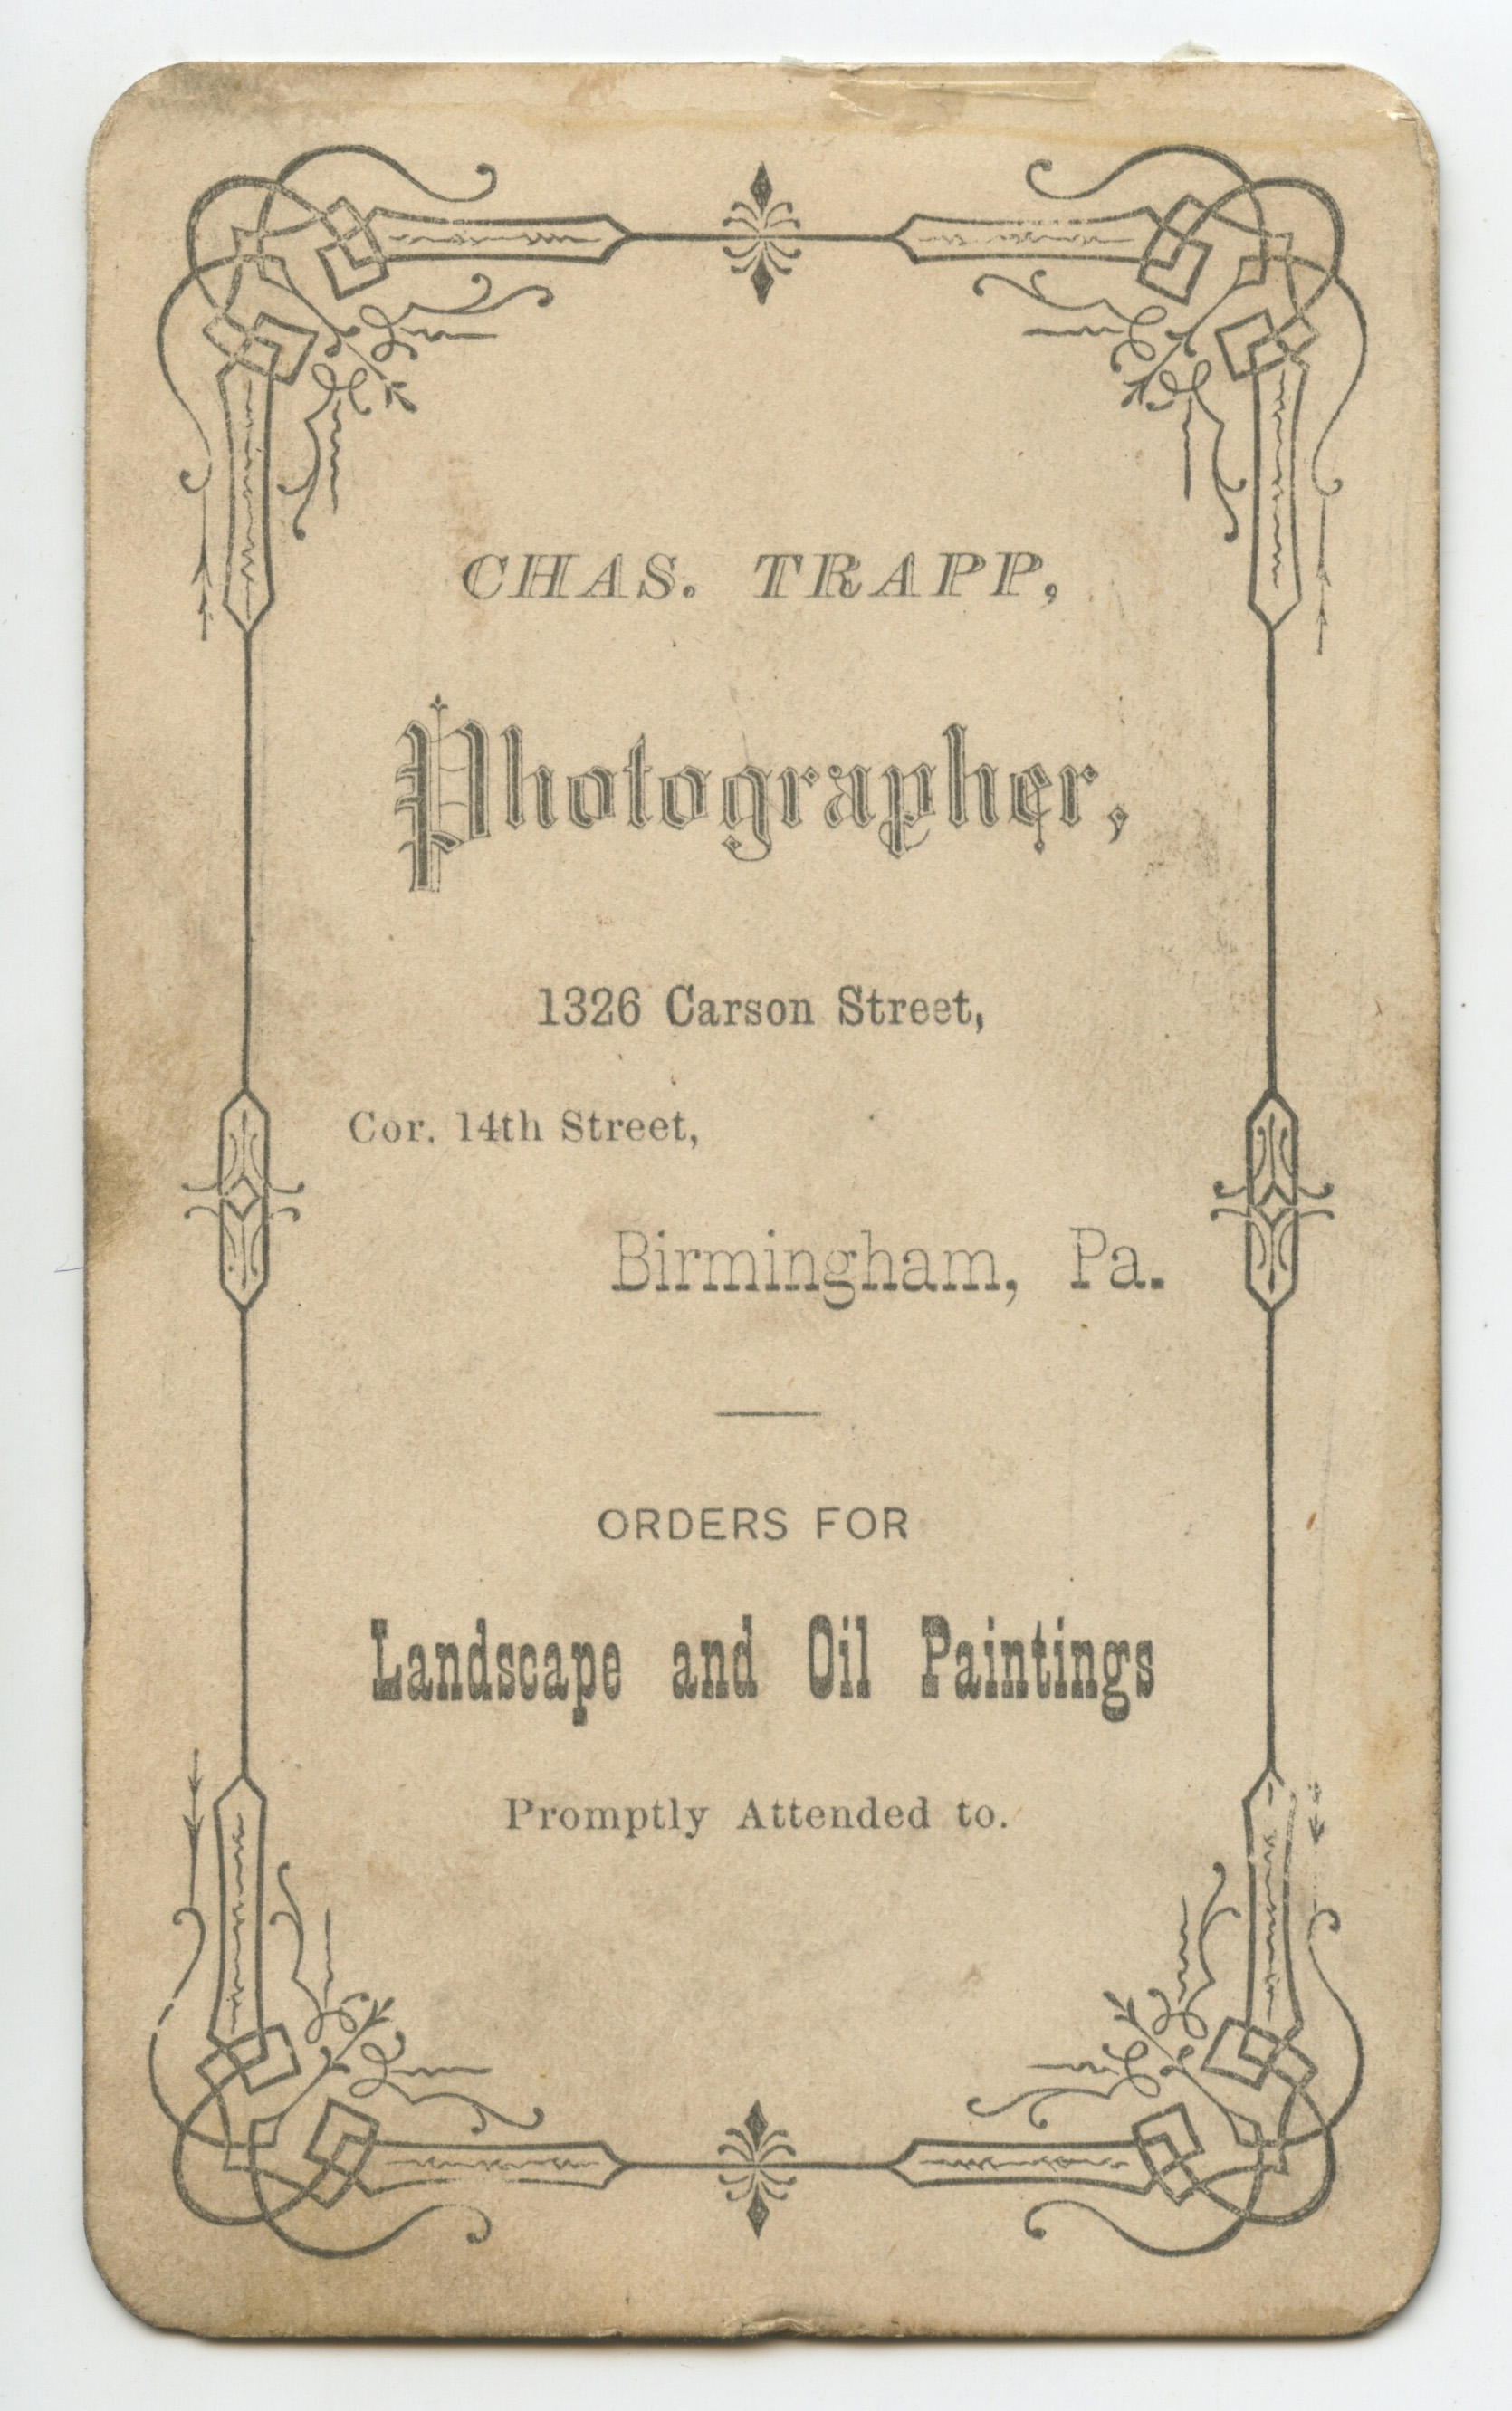 CHAS. TRAPP,
Photographer,
1326 Carson Street,
Cor. 14th Street,
Birmingham, Pa.
ORDERS FOR
Landscape and Oil Paintings
Promptly Attended to.